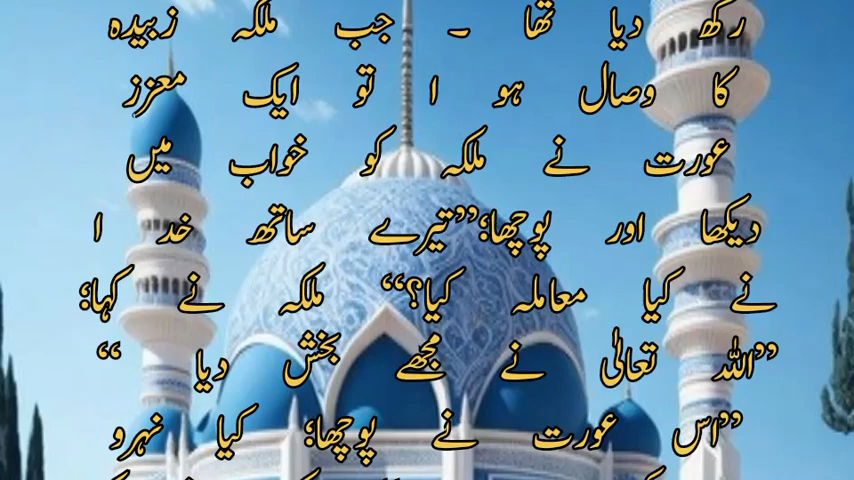 رکھ دیا تھا ۔ جب ملکہ زبیدہ
کا وصال ہو ا تو ایک معزز
عورت نے ملکہ کو خواب میں
دیکھا اور پوچھا؛”تیرے ساتھ خد ا
نے کیا معاملہ کیا؟“ ملکہ نے کہا؛
”اللہ تعالیٰ نے مجھے بخش دیا “
”اس عورت نے پوچھا؛ کیا نہرو